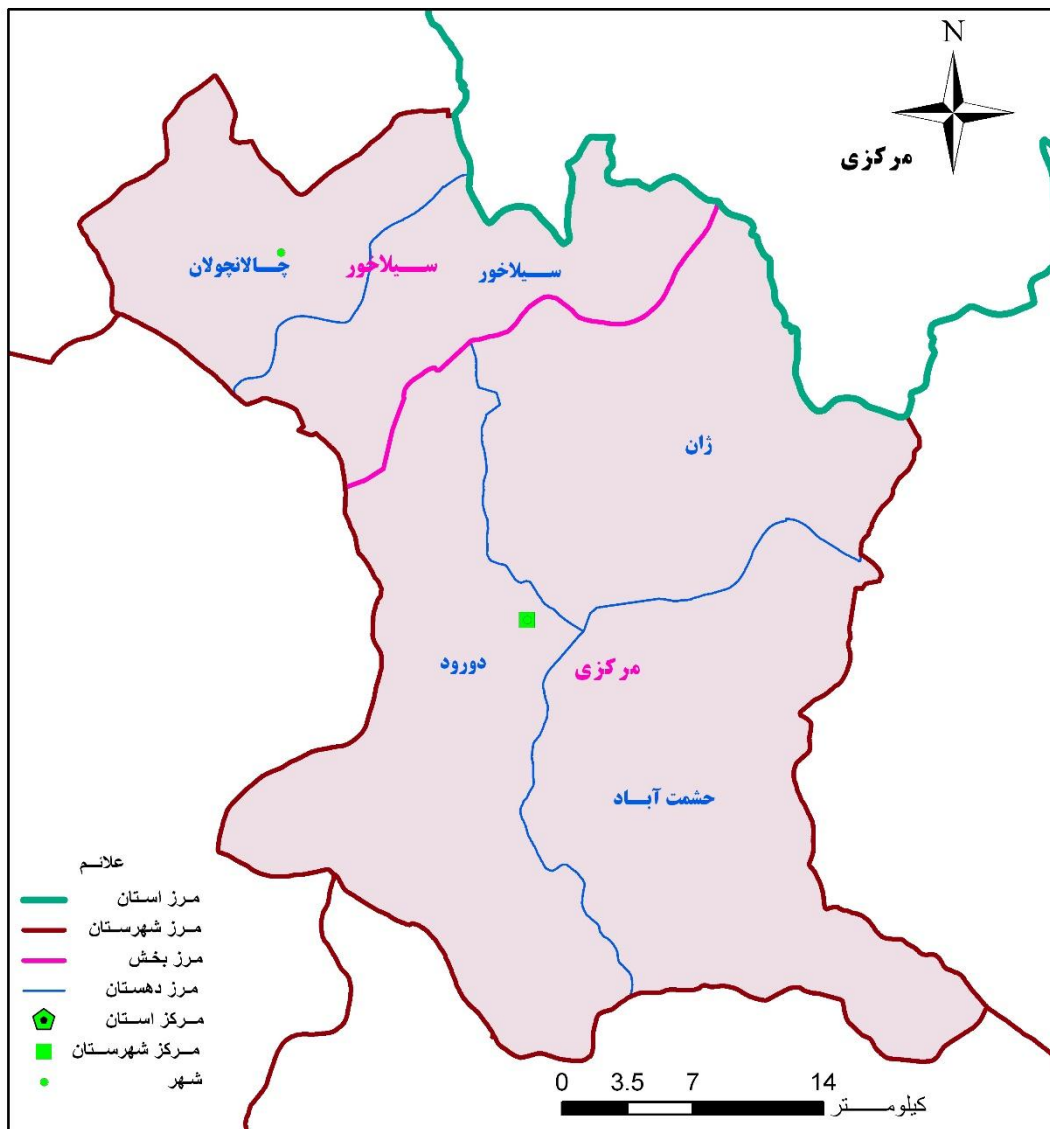 N
مرکزی
چالانچولان
سیلاخور
سیلاخور
ژان
دورود
مرکزی
حشمت آباد
علائم
مرز استان
مرز شهرستان
مرز بخش
مرز دهستان
مرکز استان
مرکز شهرستان
شهر
0 3.5 7 14
کیلومتر